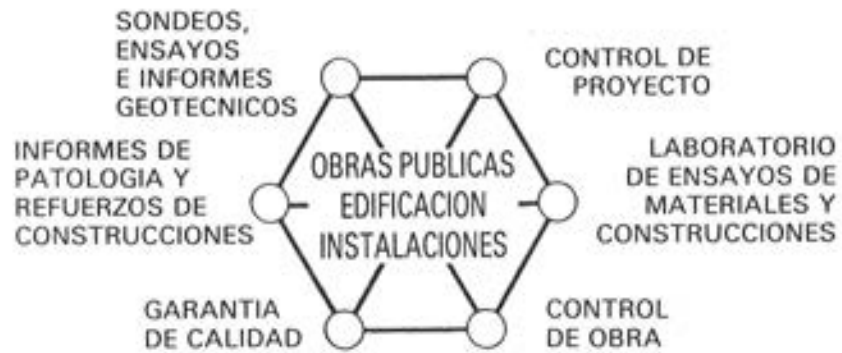 SONDEOS,
ENSAYOS
E INFORMES
GEOTECNICOS
CONTROL DE
PROYECTO
INFORMES DE
PATOLOGIA Y
REFUERZOS DE
CONSTRUCCIONES
OBRAS PUBLICAS
EDIFICACION
INSTALACIONES
LABORATORIO
DE ENSAYOS DE
MATERIALES Y
CONSTRUCCIONES
GARANTIA
DE CALIDAD
CONTROL
DE OBRA